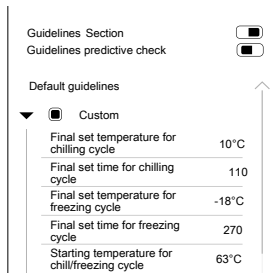 Guidelines Section
Guidelines predictive check
Default guidelines
Custom
Final set temperature for
chilling cycle
10°C
Final set time for chilling
cycle
110
Final set temperature for
freezing cycle
-18°C
Final set time for freezing
cycle
270
Starting temperature for
chill/freezing cycle
63°C